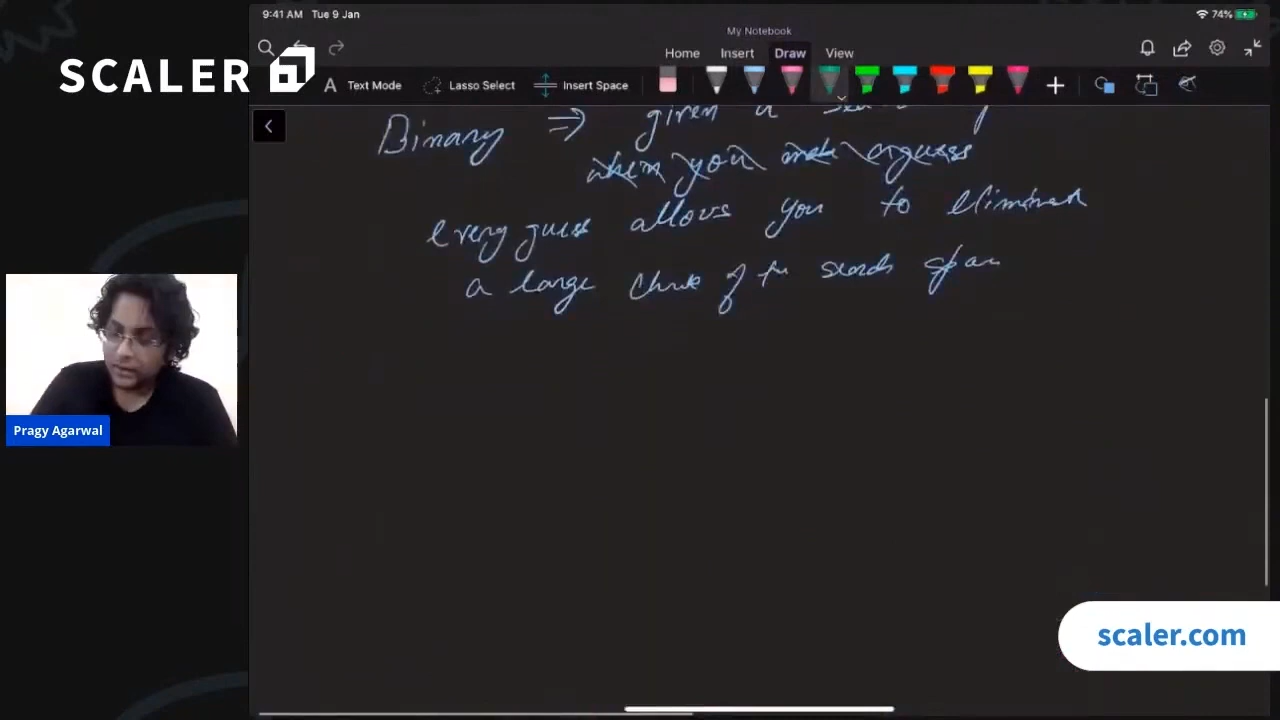 9:41 AM Tue 9 Jan
74%
My Notebook
Home Insert Draw View
SCALER
Text Mode Lasso Select Insert Space
Binary ⇒ given a
when you make a guess
every guess allows you to eliminate
a large chunk of the search space
Pragy Agarwal
scaler.com